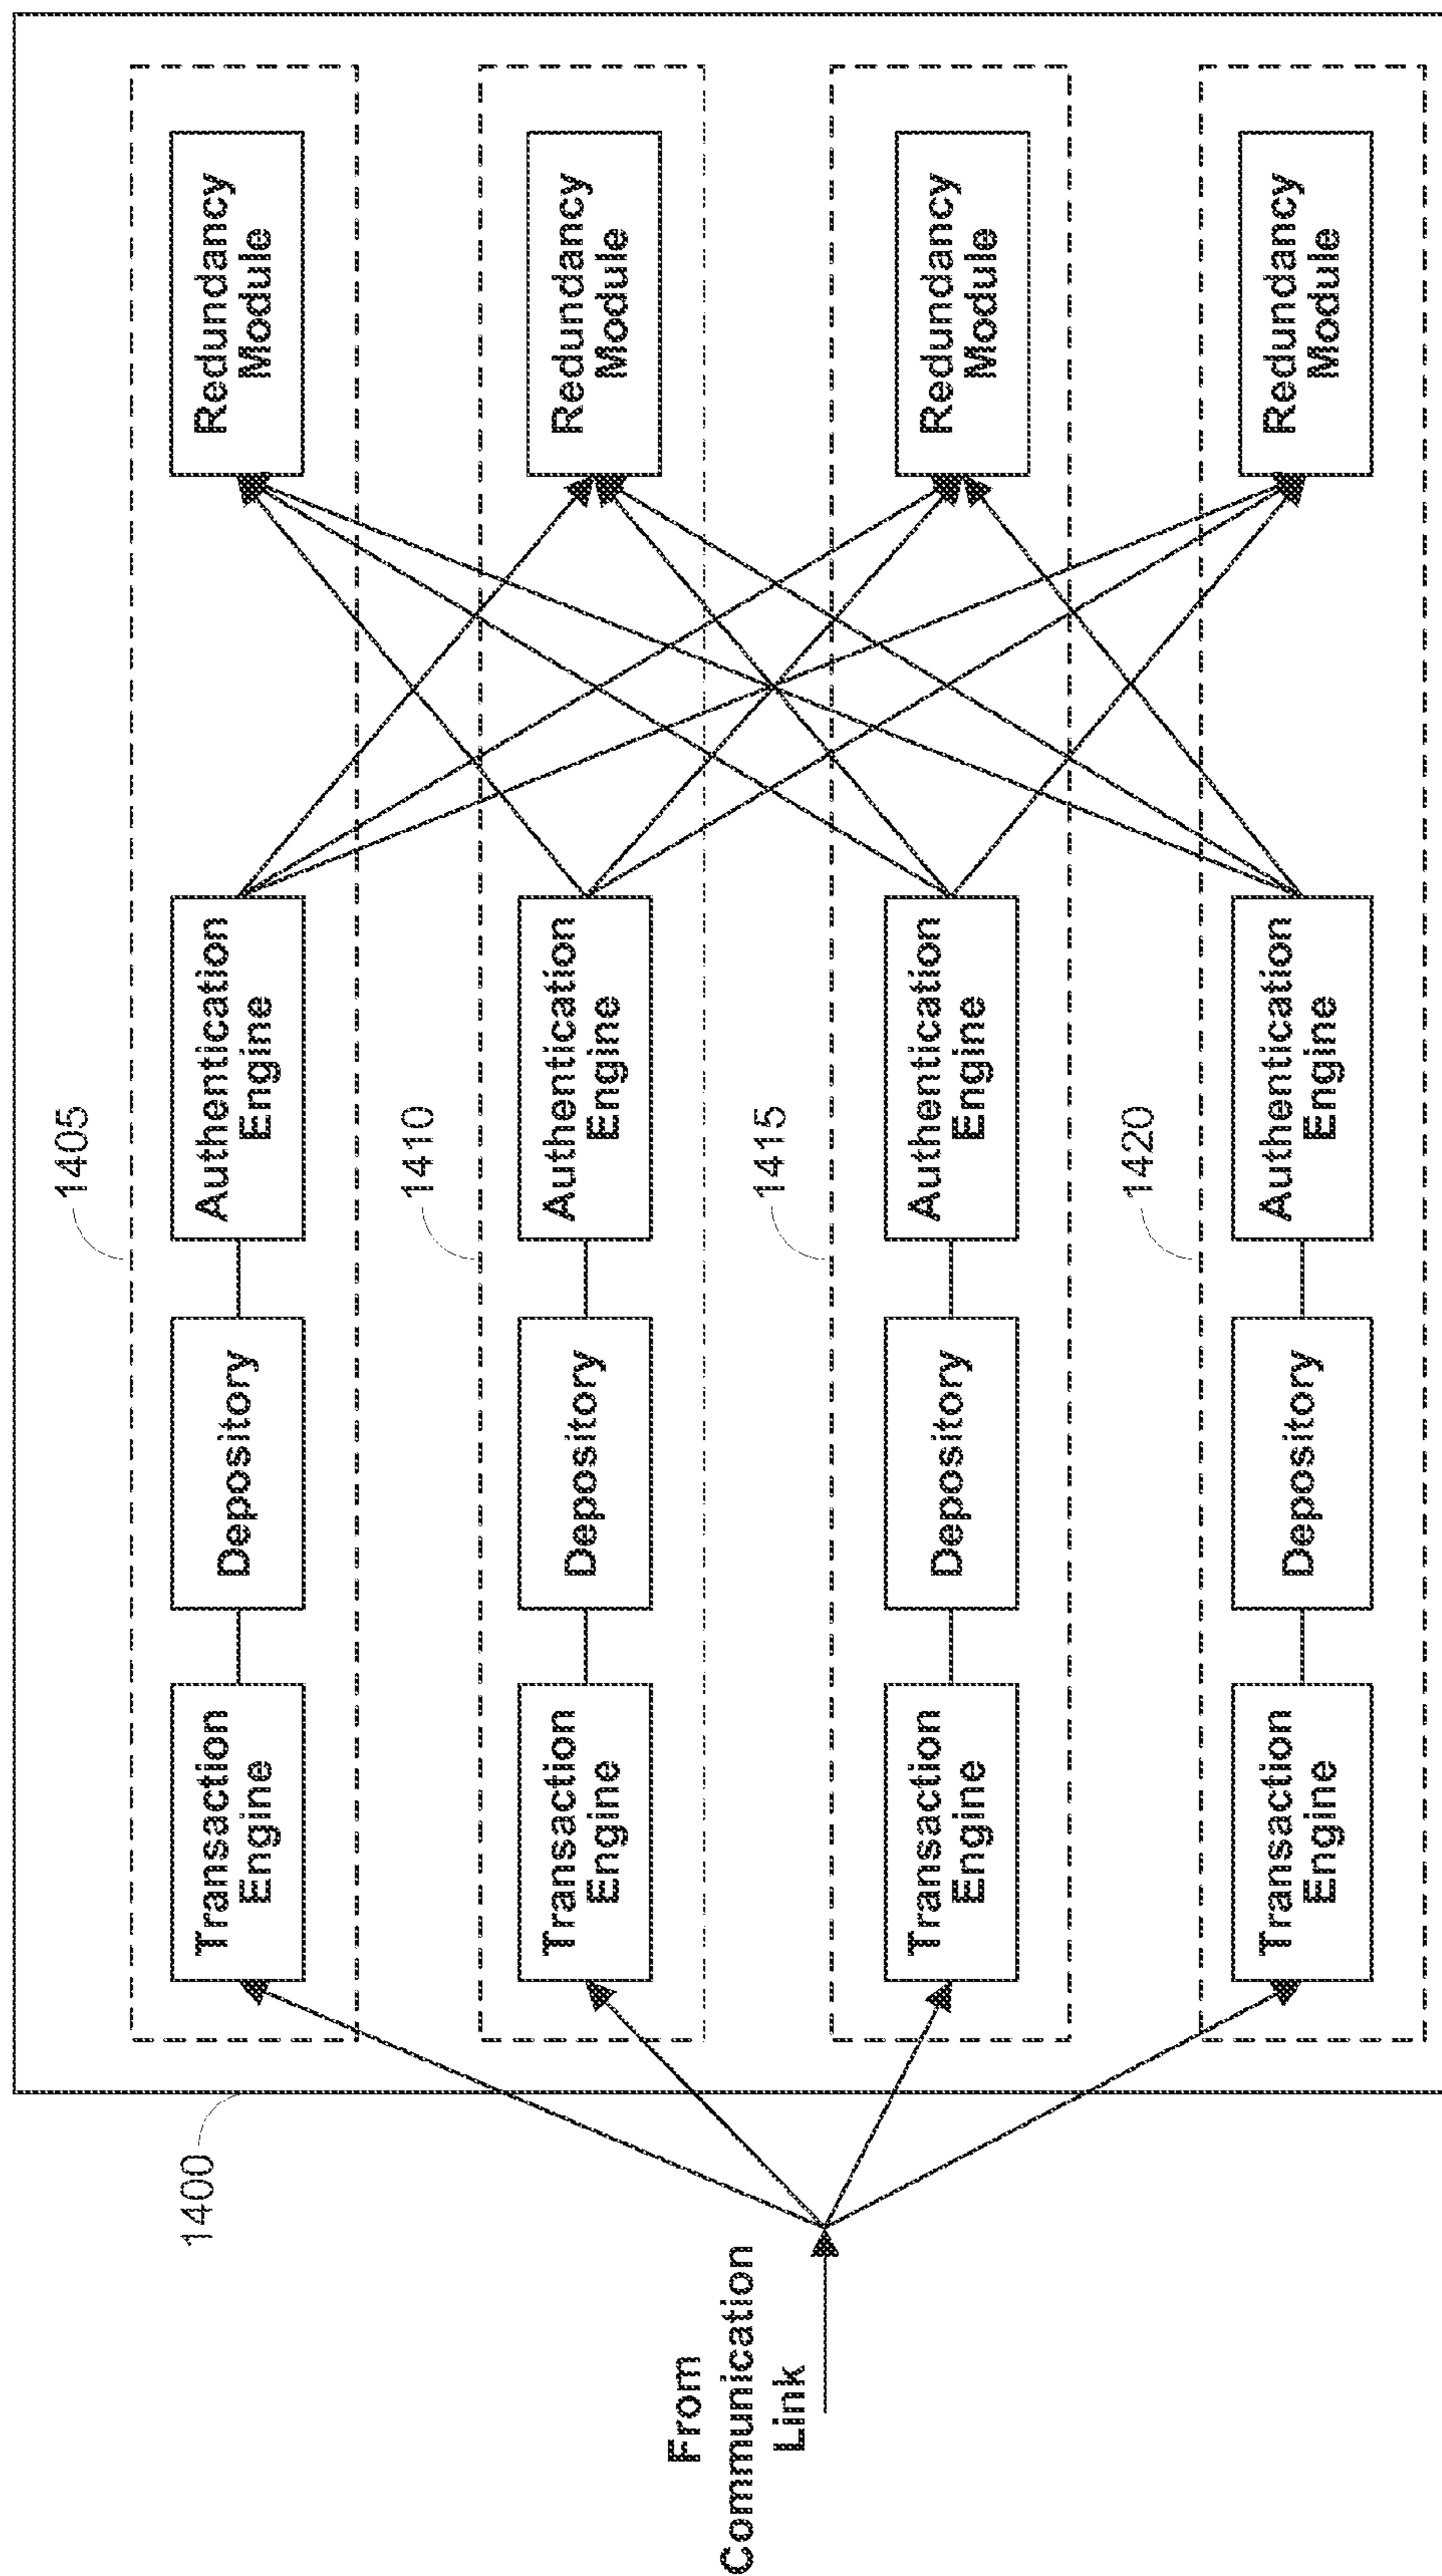 1400
From
Communication
Link
1405
Transaction
Engine
Depository
Authentication
Engine
Redundancy
Module
1410
Transaction
Engine
Depository
Authentication
Engine
Redundancy
Module
1415
Transaction
Engine
Depository
Authentication
Engine
Redundancy
Module
1420
Transaction
Engine
Depository
Authentication
Engine
Redundancy
Module